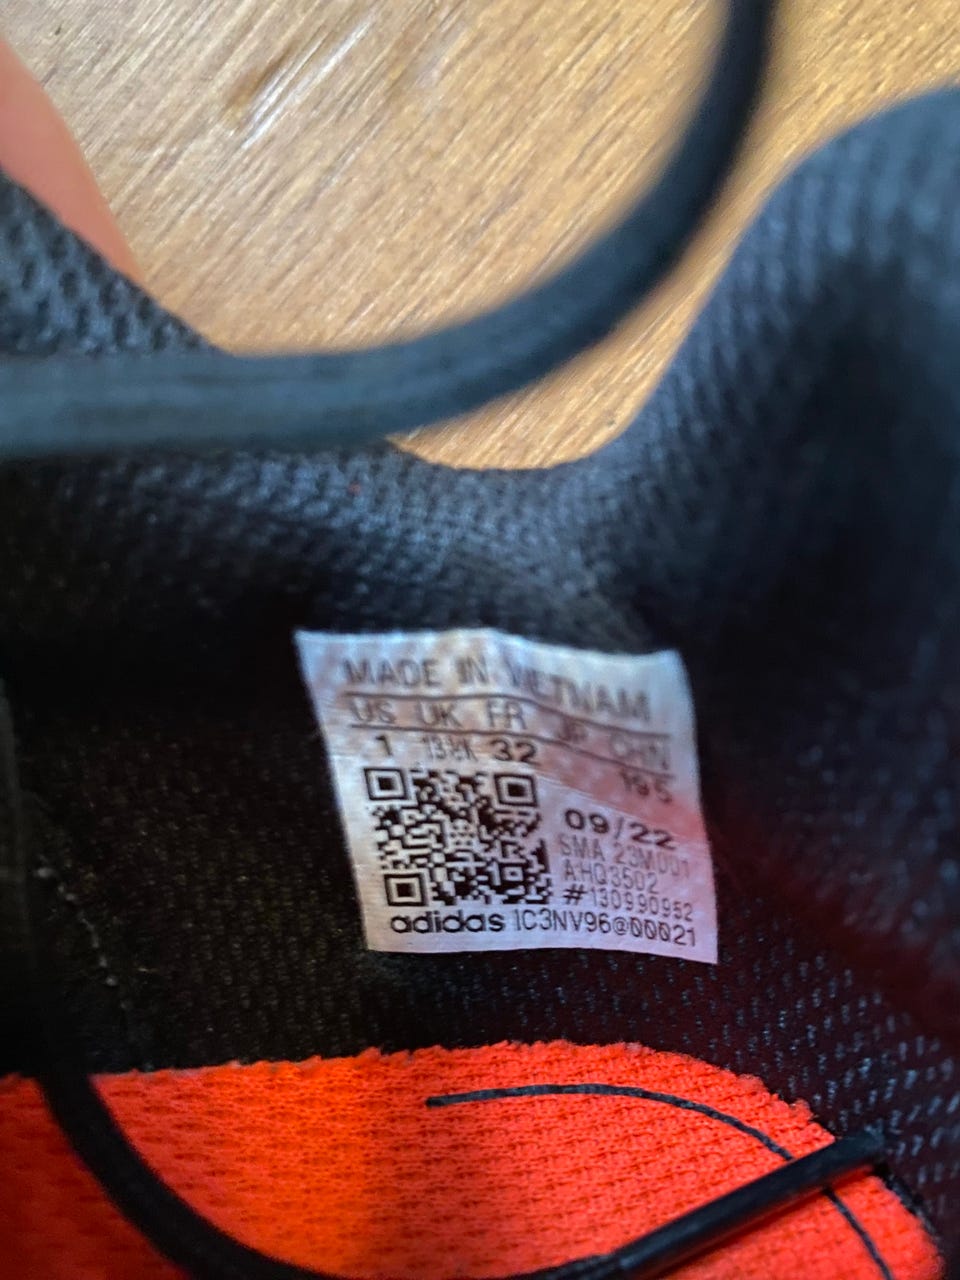 MADE IN VIETNAM
US UK FR JP CHN
1 13½K 32 195
09/22
SMA 23M001
AHQ3502
#130990952
adidas 1C3NV96@00021